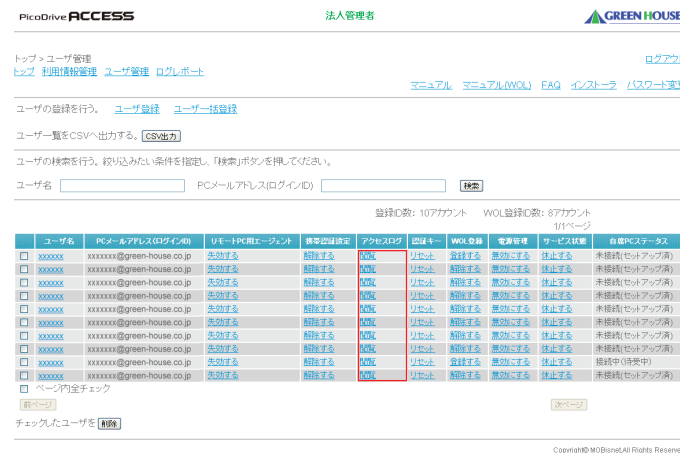 PicoDrive ACCESS 法人管理者 GREEN HOUSE
トップ > ユーザ管理 ログアウ
トップ 利用情報管理 ユーザ管理 ログレポート
マニュアル マニュアル(WOL) FAQ インストーラ パスワード変
ユーザの登録を行う。 ユーザ登録 ユーザ一括登録
ユーザ一覧をCSVへ出力する。 CSV出力
ユーザの検索を行う。絞り込みたい条件を指定し、「検索」ボタンを押してください。
ユーザ名 PCメールアドレス(ログインID) 検索
登録ID数: 10アカウント WOL登録ID数: 8アカウント
1/1ページ
ユーザ名 PCメールアドレス(ログインID) リモートPC用エージェント 携帯認証設定 アクセスログ 認証キー WOL登録 電源管理 サービス状態 自席PCステータス
xxxxxx xxxxxxx@green-house.co.jp 失効する 解除する 閲覧 リセット 登録する 無効にする 休止する 未接続(セットアップ済)
xxxxxx xxxxxxx@green-house.co.jp 失効する 解除する 閲覧 リセット 登録する 無効にする 休止する 未接続(セットアップ済)
xxxxxx xxxxxxx@green-house.co.jp 失効する 解除する 閲覧 リセット 解除する 無効にする 休止する 未接続(セットアップ済)
xxxxxx xxxxxxx@green-house.co.jp 失効する 解除する 閲覧 リセット 解除する 無効にする 休止する 未接続(セットアップ済)
xxxxxx xxxxxxx@green-house.co.jp 失効する 解除する 閲覧 リセット 解除する 無効にする 休止する 未接続(セットアップ済)
xxxxxx xxxxxxx@green-house.co.jp 失効する 解除する 閲覧 リセット 解除する 無効にする 休止する 未接続(セットアップ済)
xxxxxx xxxxxxx@green-house.co.jp 失効する 解除する 閲覧 リセット 解除する 無効にする 休止する 未接続(セットアップ済)
xxxxxx xxxxxxx@green-house.co.jp 失効する 解除する 閲覧 リセット 解除する 無効にする 休止する 未接続(セットアップ済)
xxxxxx xxxxxxx@green-house.co.jp 失効する 解除する 閲覧 リセット 解除する 無効にする 休止する 接続中(待受中)
xxxxxx xxxxxxx@green-house.co.jp 失効する 解除する 閲覧 リセット 解除する 無効にする 休止する 未接続(セットアップ済)
ページ内全チェック
前ページ 次ページ
チェックしたユーザを 削除
Copyright© MOBisnet.All Rights Reserve